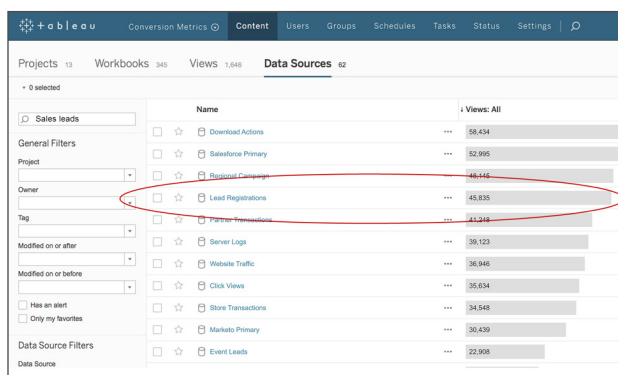 +ableau Conversion Metrics Content Users Groups Schedules Tasks Status Settings
Projects 13 Workbooks 345 Views 1,646 Data Sources 62
0 selected
Name ↓ Views: All
Sales leads
General Filters
Project
Owner
Tag
Modified on or after
Modified on or before
Has an alert
Only my favorites
Data Source Filters
Data Source
Download Actions ••• 58,434
Salesforce Primary ••• 52,995
Regional Campaign ••• 48,145
Lead Registrations ••• 45,835
Partner Transactions ••• 41,248
Server Logs ••• 39,123
Website Traffic ••• 36,946
Click Views ••• 35,634
Store Transactions ••• 34,548
Marketo Primary ••• 30,439
Event Leads ••• 22,908